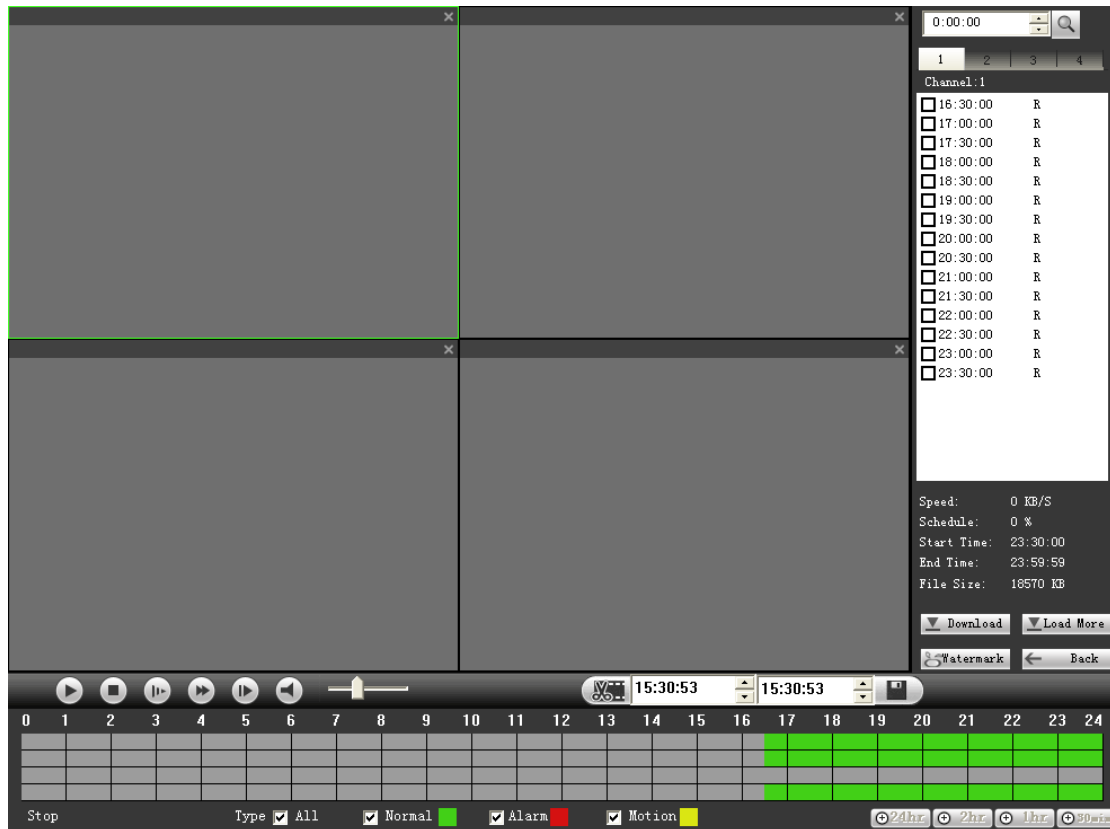 0:00:00
1 2 3 4
Channel:1
16:30:00 R
17:00:00 R
17:30:00 R
18:00:00 R
18:30:00 R
19:00:00 R
19:30:00 R
20:00:00 R
20:30:00 R
21:00:00 R
21:30:00 R
22:00:00 R
22:30:00 R
23:00:00 R
23:30:00 R
Speed: 0 KB/S
Schedule: 0 %
Start Time: 23:30:00
End Time: 23:59:59
File Size: 18570 KB
Download Load More
Watermark Back
15:30:53 15:30:53
0 1 2 3 4 5 6 7 8 9 10 11 12 13 14 15 16 17 18 19 20 21 22 23 24
Stop Type All Normal Alarm Motion 24hr 2hr 1hr 30min